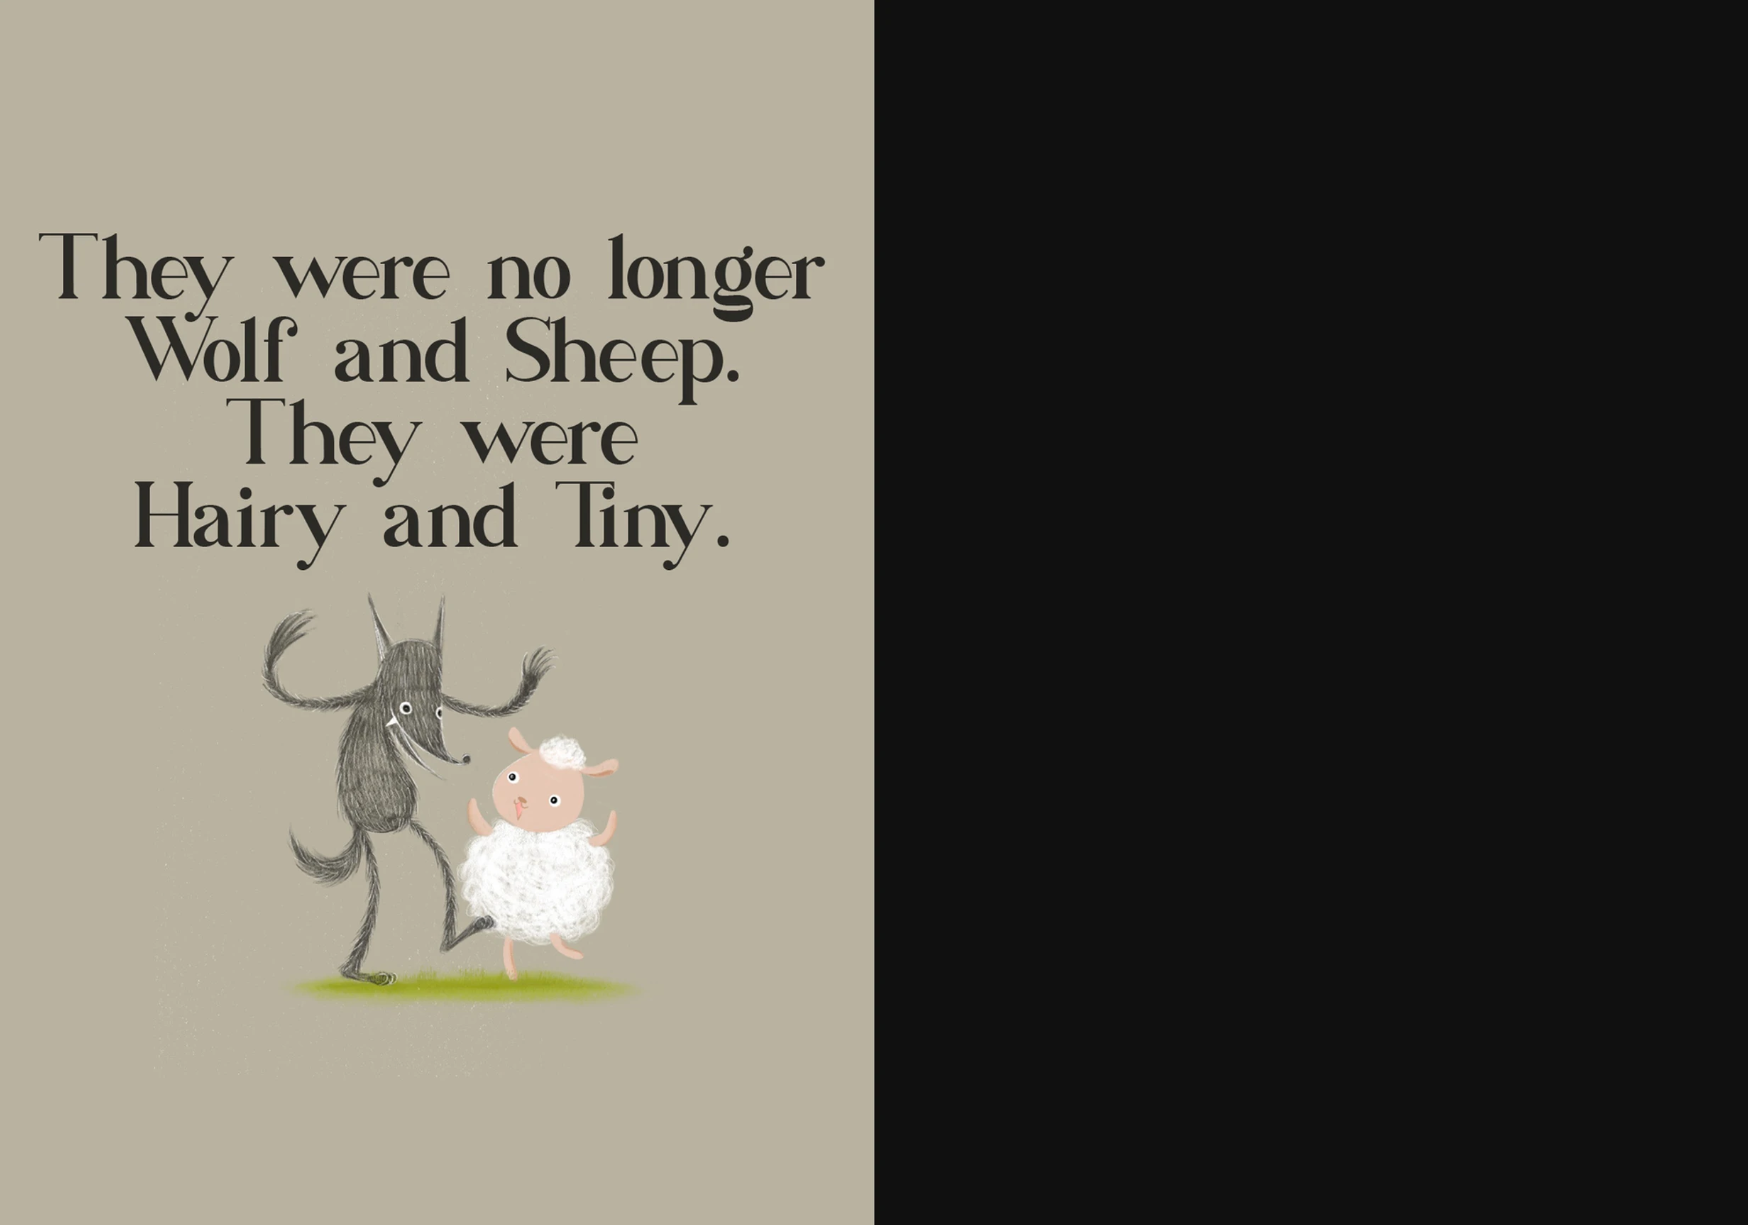 They were no longer
Wolf and Sheep.
They were
Hairy and Tiny.